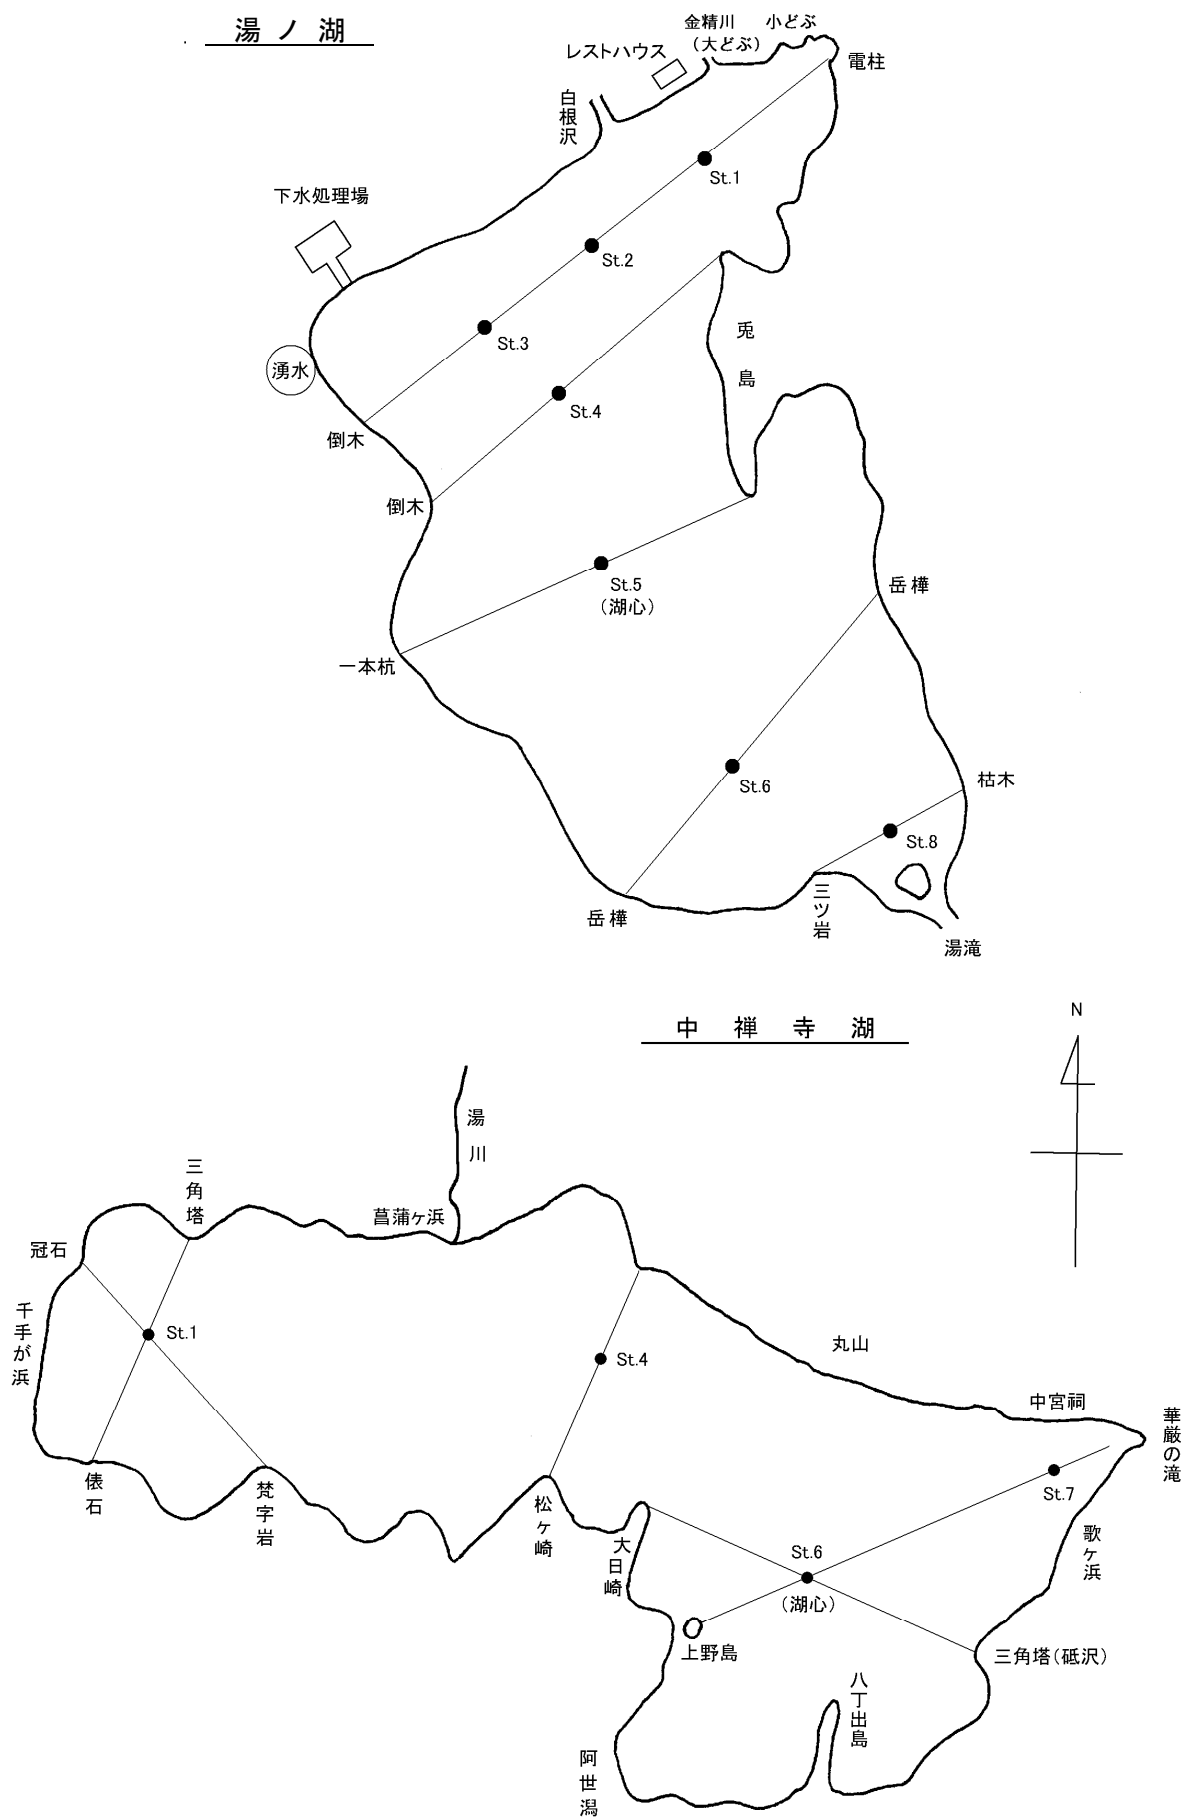 湯ノ湖
金精川
小どぶ
（大どぶ）
レストハウス
電柱
白根沢
St.1
下水処理場
St.2
St.3
兎島
湧水
St.4
倒木
倒木
St.5
（湖心）
岳樺
一本杭
St.6
枯木
St.8
岳樺
三ツ岩
湯滝
中禅寺湖
N
湯川
三角塔
菖蒲ヶ浜
冠石
千手が浜
St.1
St.4
丸山
中宮祠
華厳の滝
俵石
梵字岩
松ヶ崎
St.7
大日崎
歌ヶ浜
St.6
（湖心）
上野島
三角塔（砥沢）
八丁出島
阿世潟